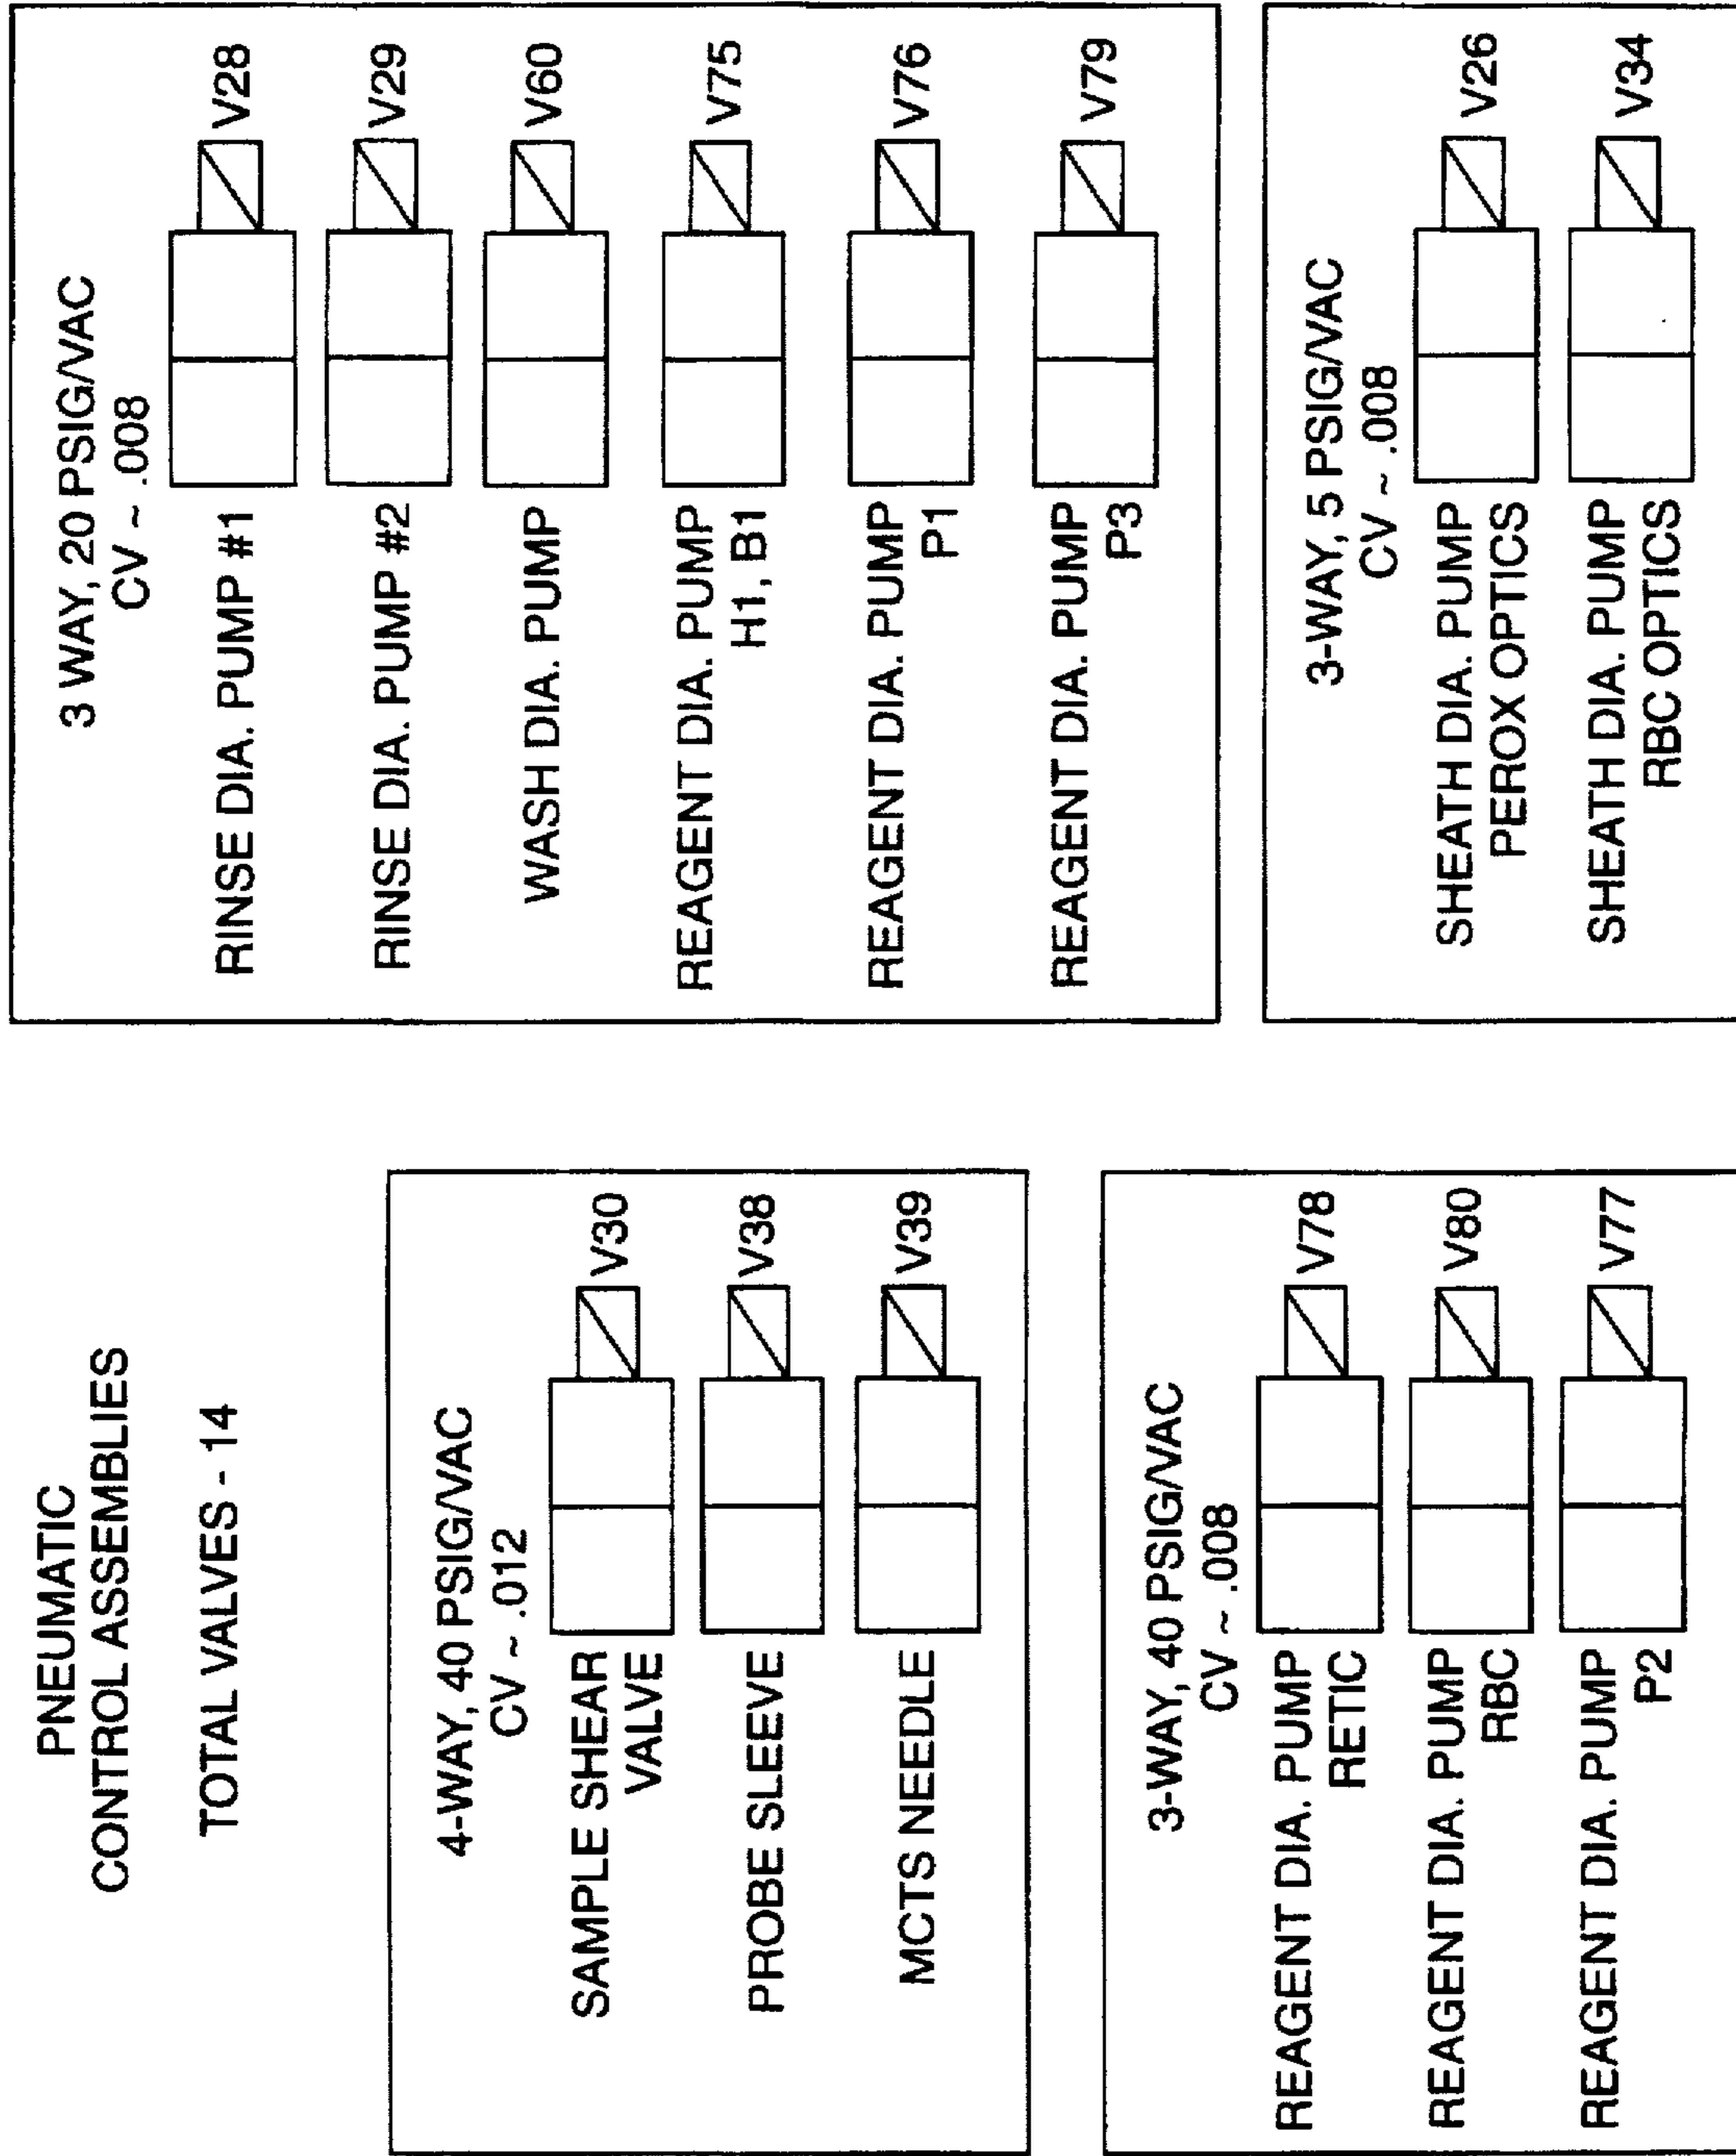 PNEUMATIC
CONTROL ASSEMBLIES
TOTAL VALVES - 14
4-WAY, 40 PSIG/VAC
CV ~ .012
SAMPLE SHEAR
VALVE
V30
PROBE SLEEVE
V38
MCTS NEEDLE
V39
3-WAY, 40 PSIG/VAC
CV ~ .008
REAGENT DIA. PUMP
RETIC
V78
REAGENT DIA. PUMP
RBC
V80
REAGENT DIA. PUMP
P2
V77
3 WAY, 20 PSIG/VAC
CV ~ .008
RINSE DIA. PUMP #1
V28
RINSE DIA. PUMP #2
V29
WASH DIA. PUMP
V60
REAGENT DIA. PUMP
H1, B1
V75
REAGENT DIA. PUMP
P1
V76
REAGENT DIA. PUMP
P3
V79
3-WAY, 5 PSIG/VAC
CV ~ .008
SHEATH DIA. PUMP
PEROX OPTICS
V26
SHEATH DIA. PUMP
RBC OPTICS
V34